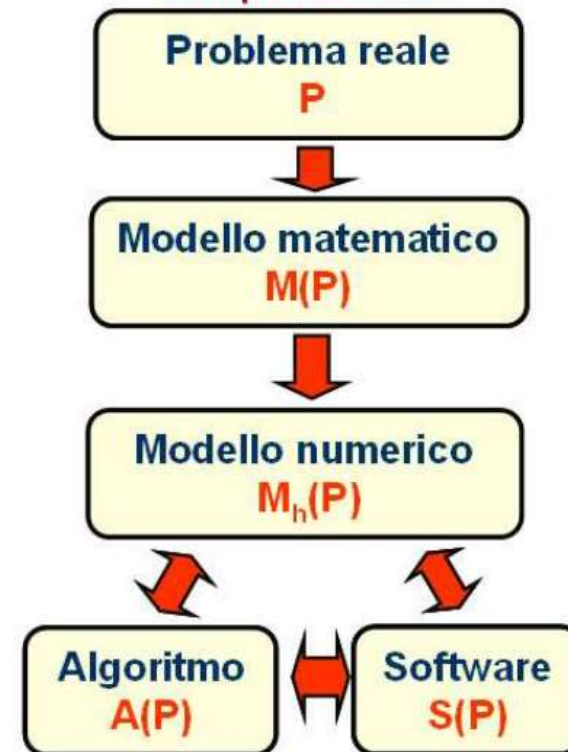 Problema reale
P
Modello matematico
M(P)
Modello numerico
Mₕ(P)
Algoritmo
A(P)
Software
S(P)